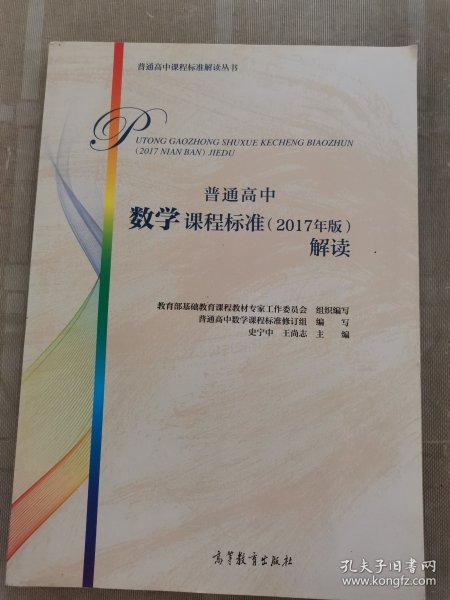 普通高中课程标准解读丛书
PUTONG GAOZHONG SHUXUE KECHENG BIAOZHUN
(2017 NIAN BAN) JIEDU
普通高中
数学 课程标准(2017年版)
解读
教育部基础教育课程教材专家工作委员会 组织编写
普通高中数学课程标准修订组 编 写
史宁中 王尚志 主 编
高等教育出版社
孔夫子旧书网
www.kongfz.com